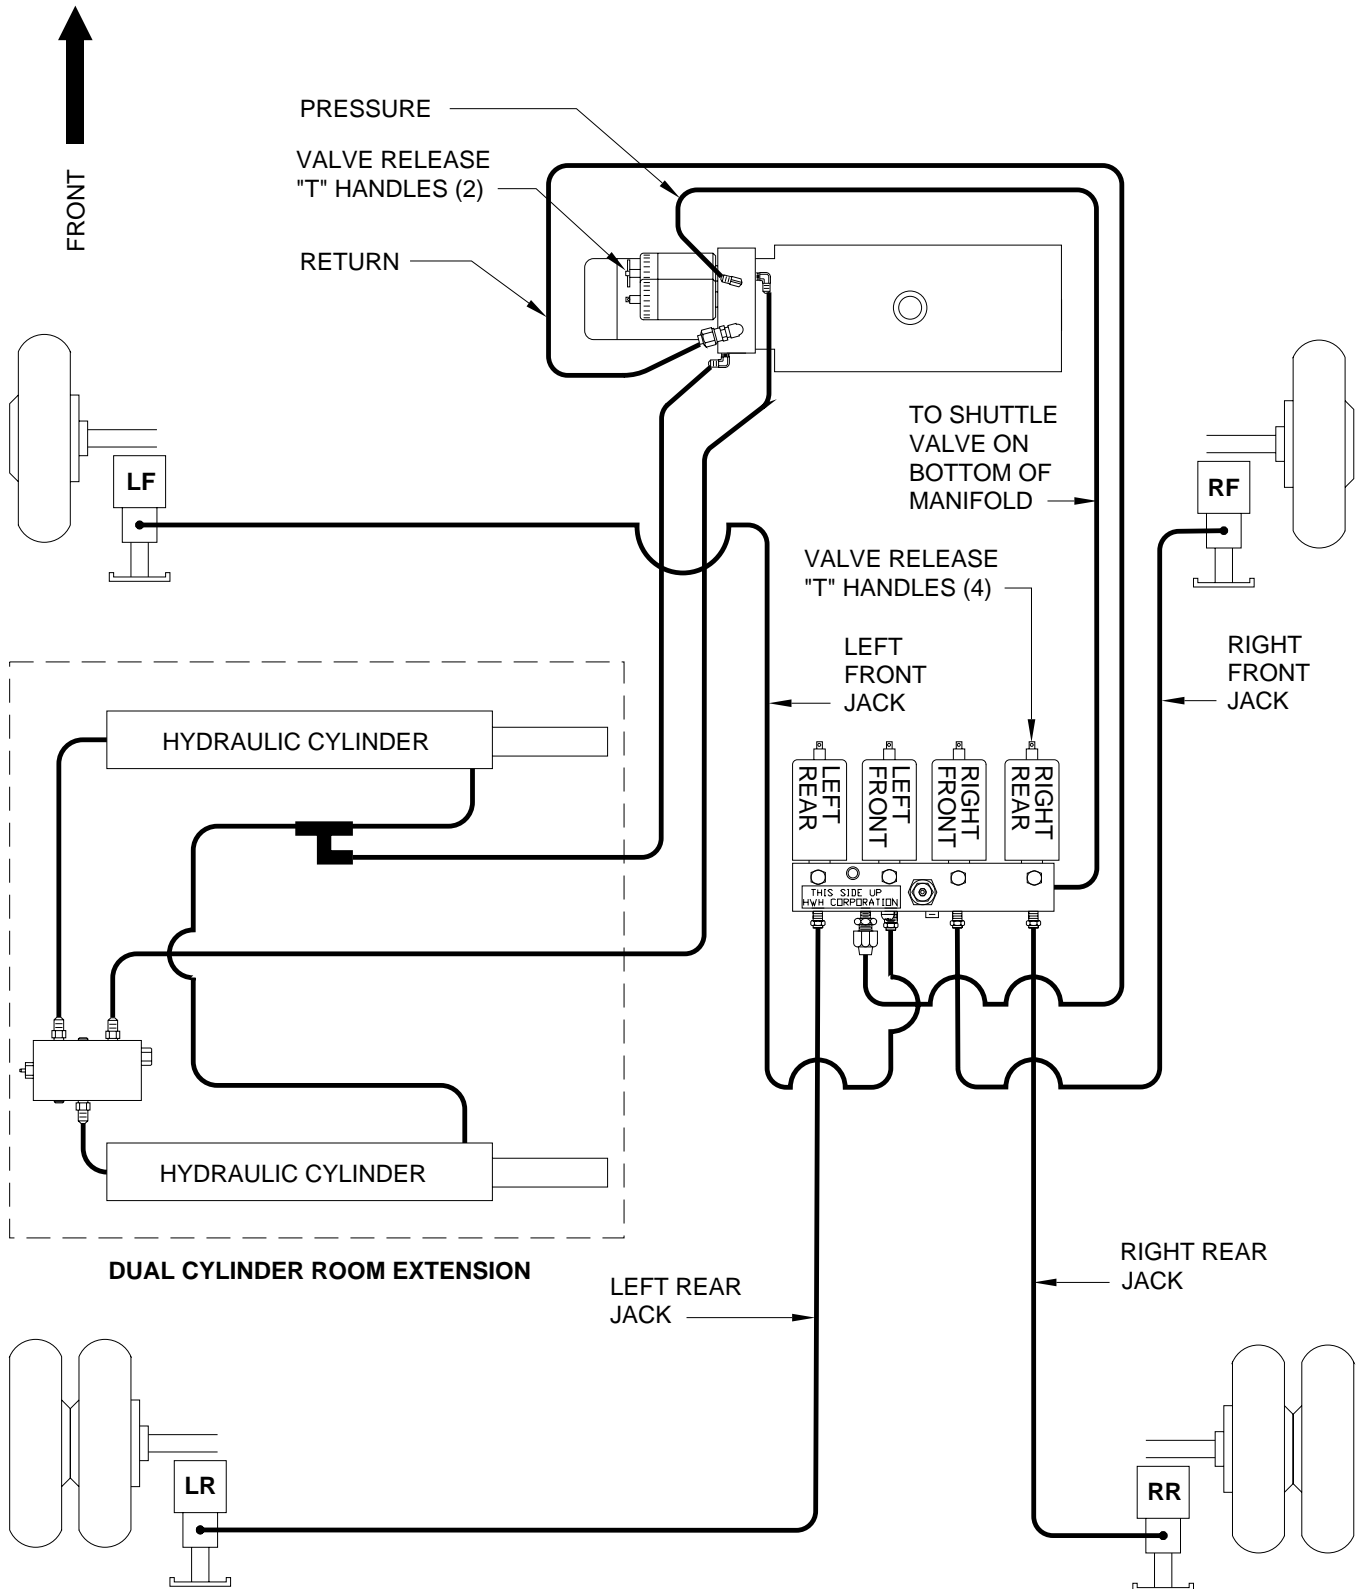 FRONT
PRESSURE
VALVE RELEASE
"T" HANDLES (2)
RETURN
TO SHUTTLE
VALVE ON
BOTTOM OF
MANIFOLD
LF
RF
VALVE RELEASE
"T" HANDLES (4)
LEFT
FRONT
JACK
RIGHT
FRONT
JACK
HYDRAULIC CYLINDER
LEFT
REAR
LEFT
FRONT
RIGHT
FRONT
RIGHT
REAR
THIS SIDE UP
HWH CORPORATION
HYDRAULIC CYLINDER
DUAL CYLINDER ROOM EXTENSION
LEFT REAR
JACK
RIGHT REAR
JACK
LR
RR